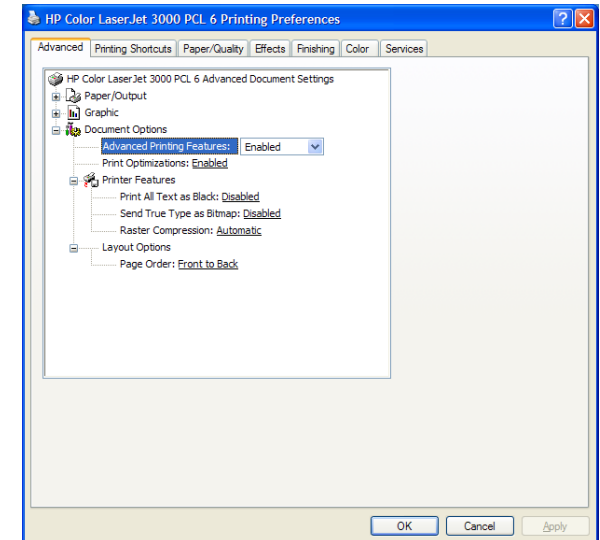 HP Color LaserJet 3000 PCL 6 Printing Preferences
Advanced Printing Shortcuts Paper/Quality Effects Finishing Color Services
HP Color LaserJet 3000 PCL 6 Advanced Document Settings
Paper/Output
Graphic
Document Options
Advanced Printing Features: Enabled
Print Optimizations: Enabled
Printer Features
Print All Text as Black: Disabled
Send True Type as Bitmap: Disabled
Raster Compression: Automatic
Layout Options
Page Order: Front to Back
OK Cancel Apply